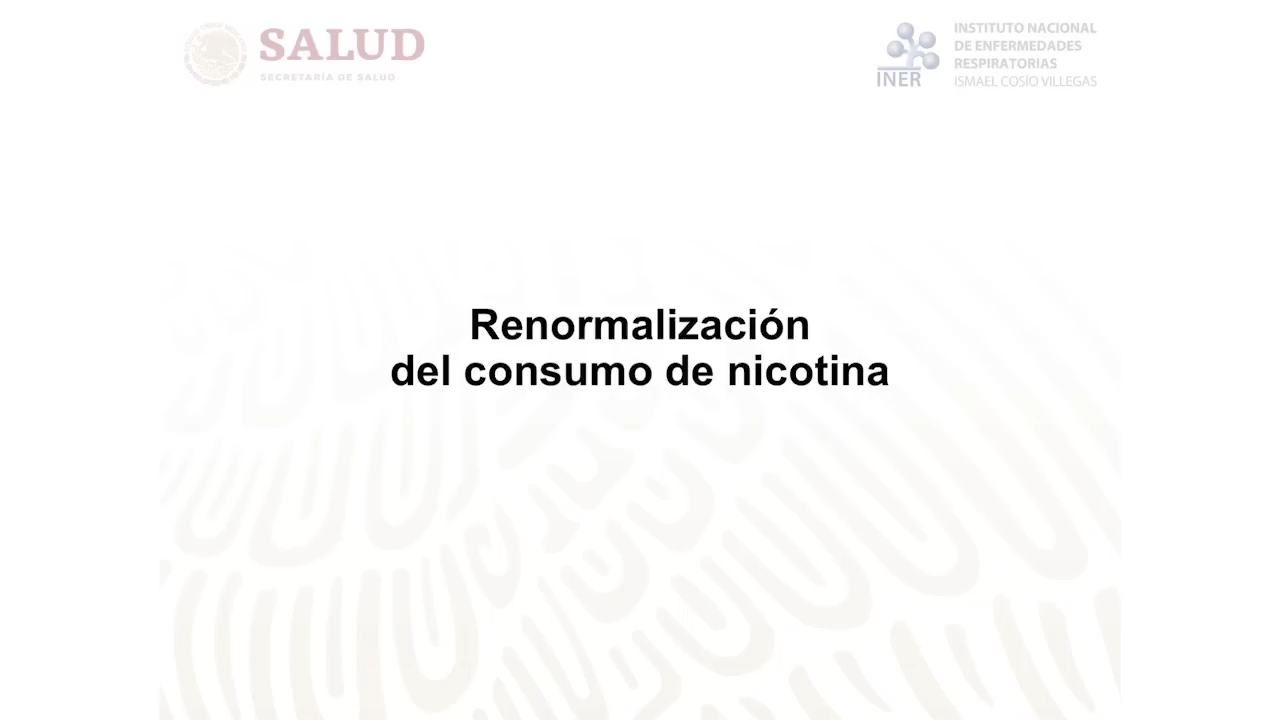 SALUD
SECRETARÍA DE SALUD
INER
INSTITUTO NACIONAL
DE ENFERMEDADES
RESPIRATORIAS
ISMAEL COSÍO VILLEGAS
Renormalización
del consumo de nicotina